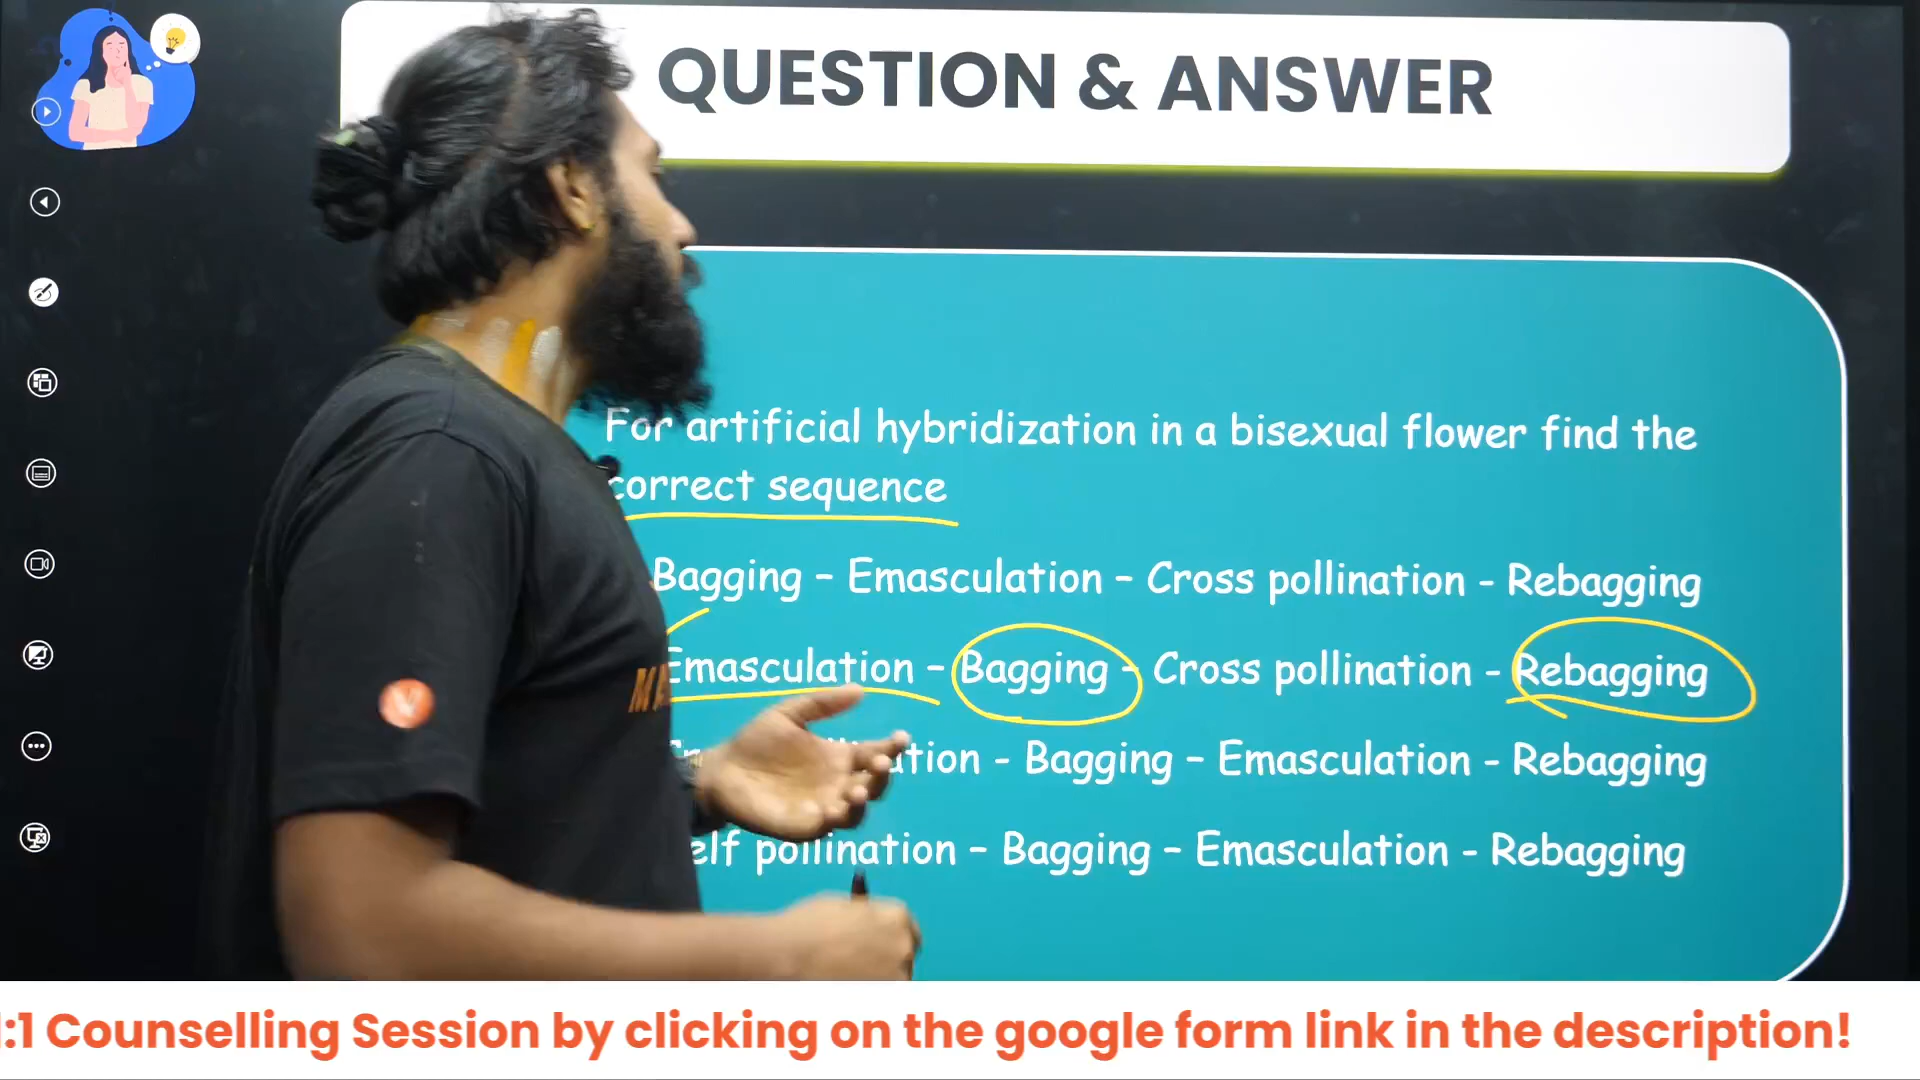 QUESTION & ANSWER
For artificial hybridization in a bisexual flower find the
correct sequence
Bagging – Emasculation – Cross pollination - Rebagging
Emasculation – Bagging – Cross pollination - Rebagging
- Bagging – Emasculation - Rebagging
pollination – Bagging – Emasculation - Rebagging
1:1 Counselling Session by clicking on the google form link in the description!